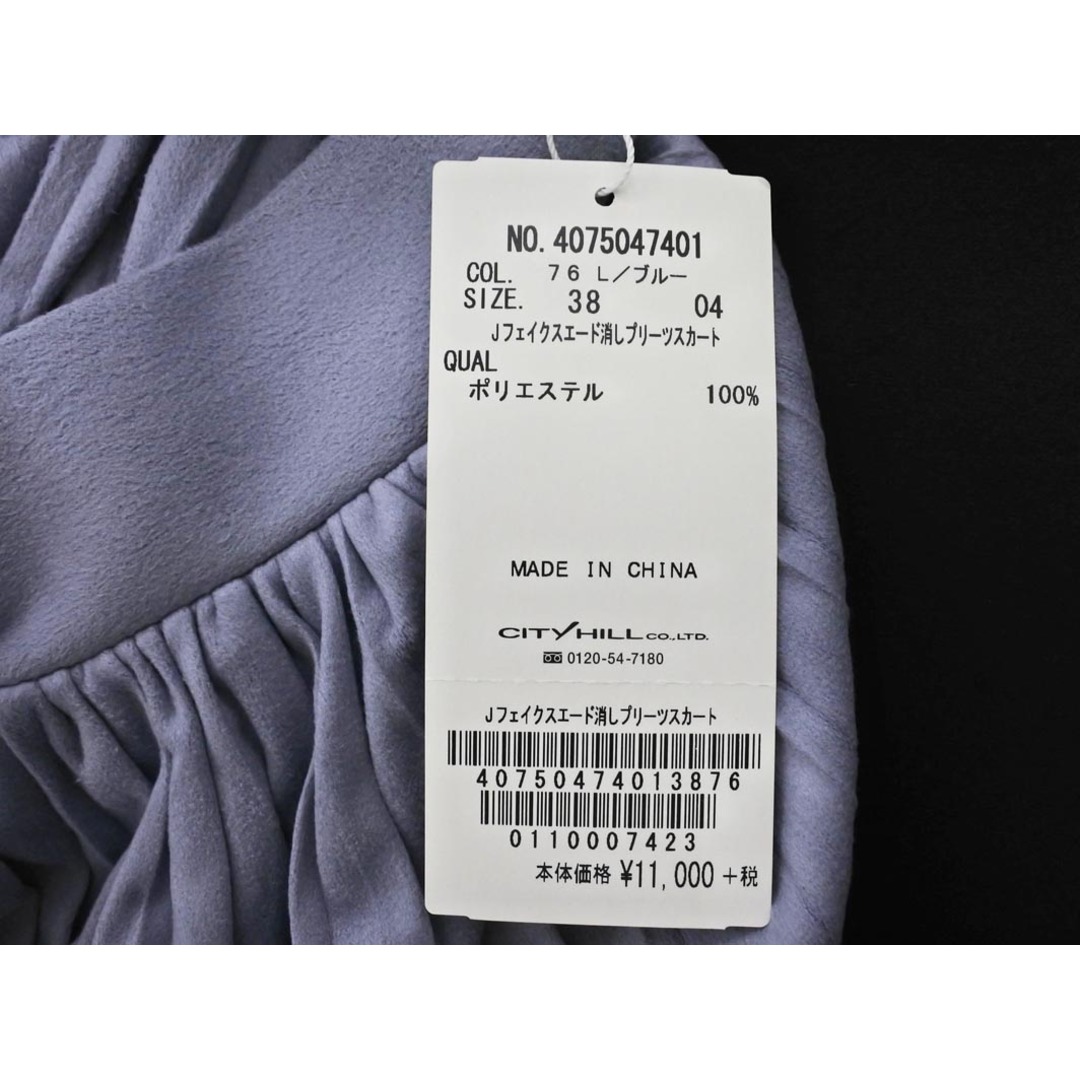 NO.4075047401
COL. 76 L/ブルー
SIZE. 38 04
Jフェイクスエード消しプリーツスカート
QUAL
ポリエステル 100%
MADE IN CHINA
CITY HILL CO.,LTD.
0120-54-7180
Jフェイクスエード消しプリーツスカート
40750474013876
0110007423
本体価格 ¥11,000 +税